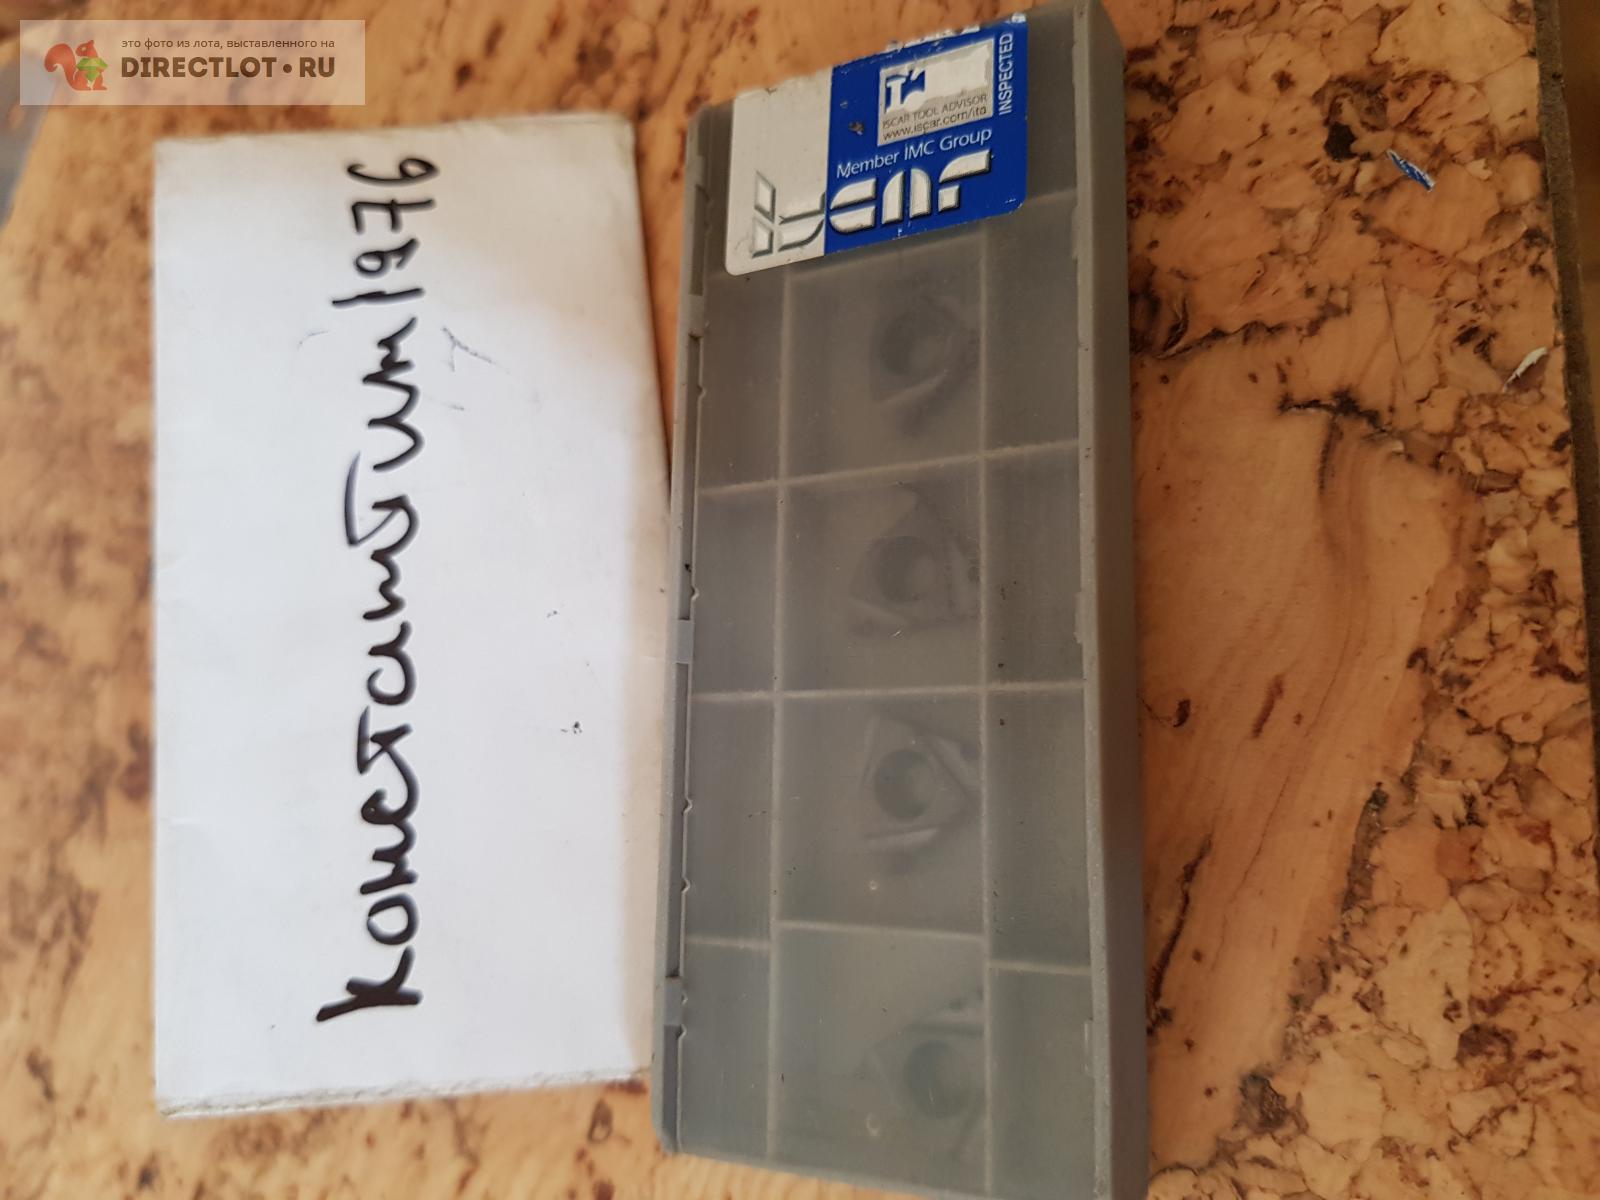 это фото из лота, выставленного на
DIRECTLOT.RU
Константин1976
INSPECTED
ISCAR TOOL ADVISOR
www.iscar.com/ita
Member IMC Group
ISCAR